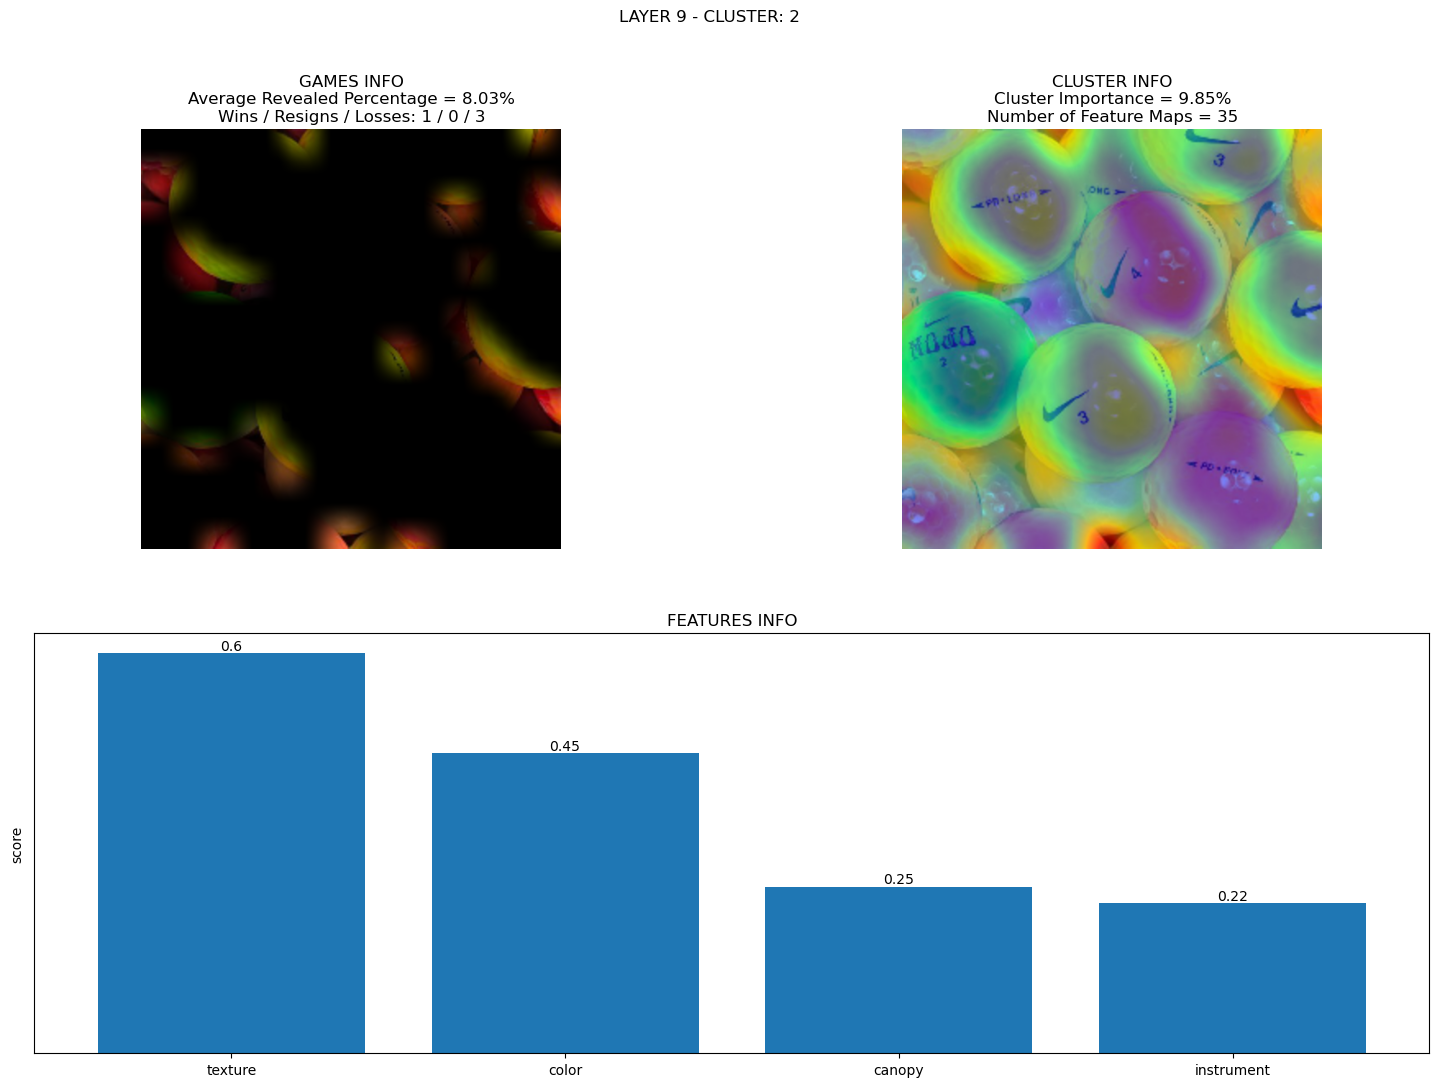 LAYER 9 - CLUSTER: 2
GAMES INFO
Average Revealed Percentage = 8.03%
Wins / Resigns / Losses: 1 / 0 / 3
CLUSTER INFO
Cluster Importance = 9.85%
Number of Feature Maps = 35
3
4
MOJO
2
3
FEATURES INFO
score
0.6
0.45
0.25
0.22
texture
color
canopy
instrument